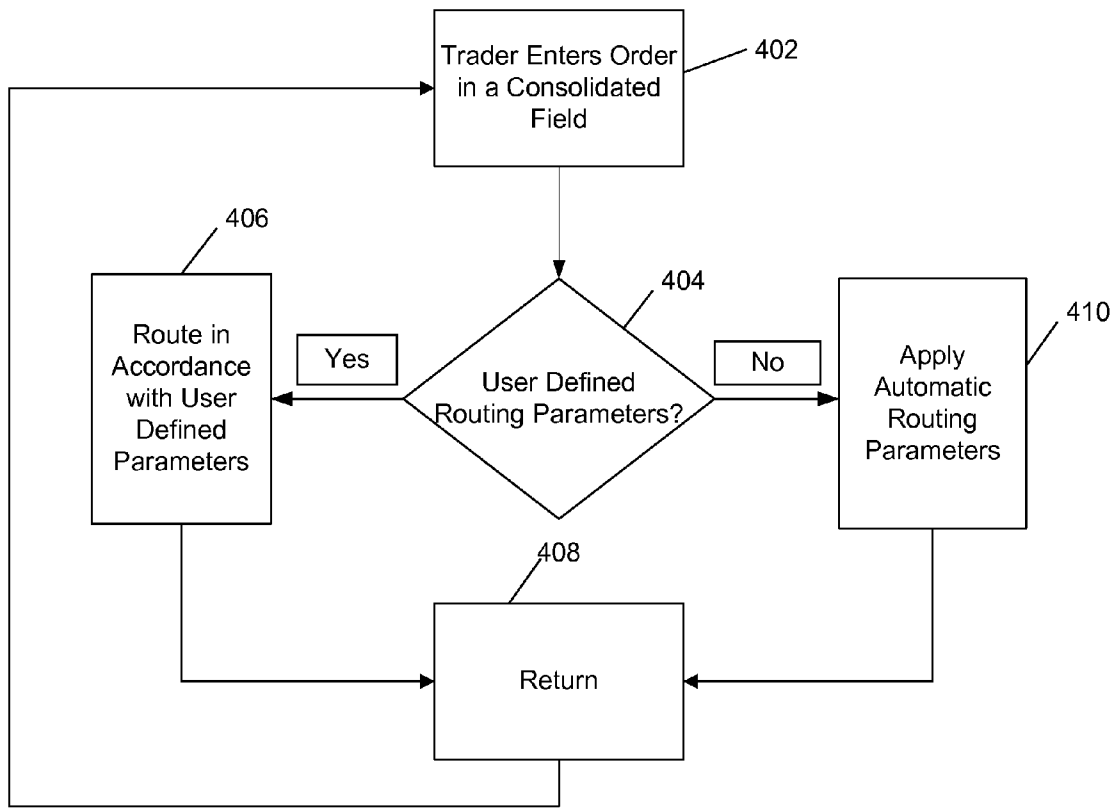 Trader Enters Order
in a Consolidated
Field
402
406
404
410
Route in
Accordance
with User
Defined
Parameters
Yes
User Defined
Routing Parameters?
No
Apply
Automatic
Routing
Parameters
408
Return